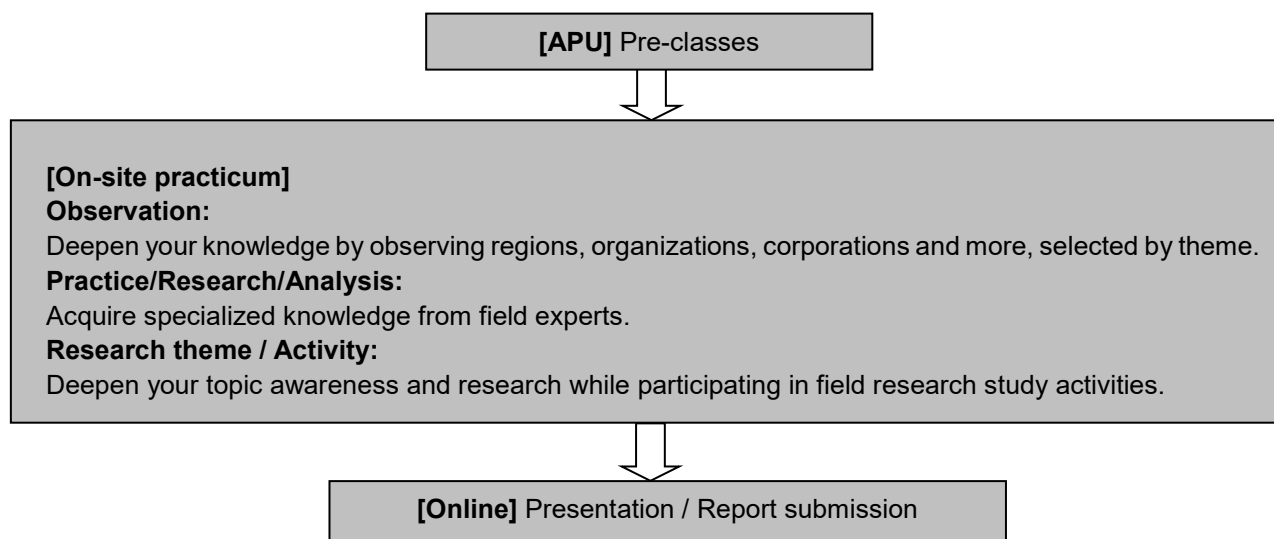 [APU] Pre-classes
[On-site practicum]
Observation:
Deepen your knowledge by observing regions, organizations, corporations and more, selected by theme.
Practice/Research/Analysis:
Acquire specialized knowledge from field experts.
Research theme / Activity:
Deepen your topic awareness and research while participating in field research study activities.
[Online] Presentation / Report submission